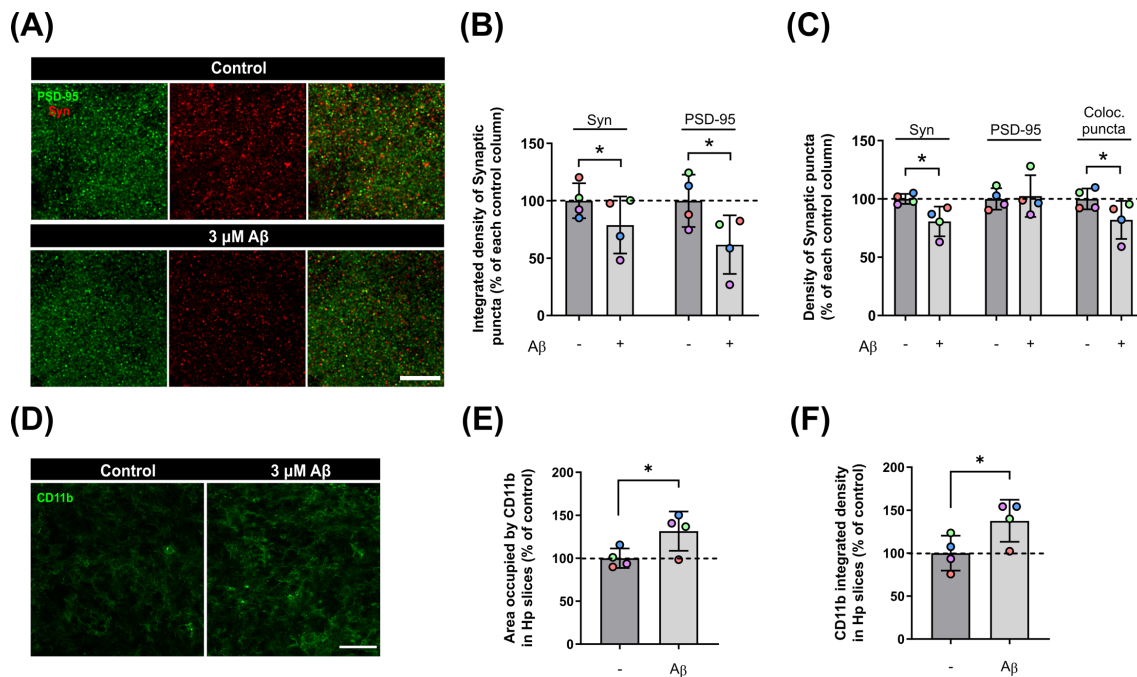 (A)
Control
PSD-95
Syn
3 µM Aβ
(B)
Integrated density of Synaptic
puncta (% of each control column)
150
100
50
0
Syn
PSD-95
*
*
Aβ
-
+
-
+
(C)
Density of Synaptic puncta
(% of each control column)
150
100
50
0
Syn
PSD-95
Coloc.
puncta
*
*
Aβ
-
+
-
+
-
+
(D)
Control
3 µM Aβ
CD11b
(E)
Area occupied by CD11b
in Hp slices (% of control)
200
150
100
50
0
*
-
Aβ
(F)
CD11b integrated density
in Hp slices (% of control)
200
150
100
50
0
*
-
Aβ